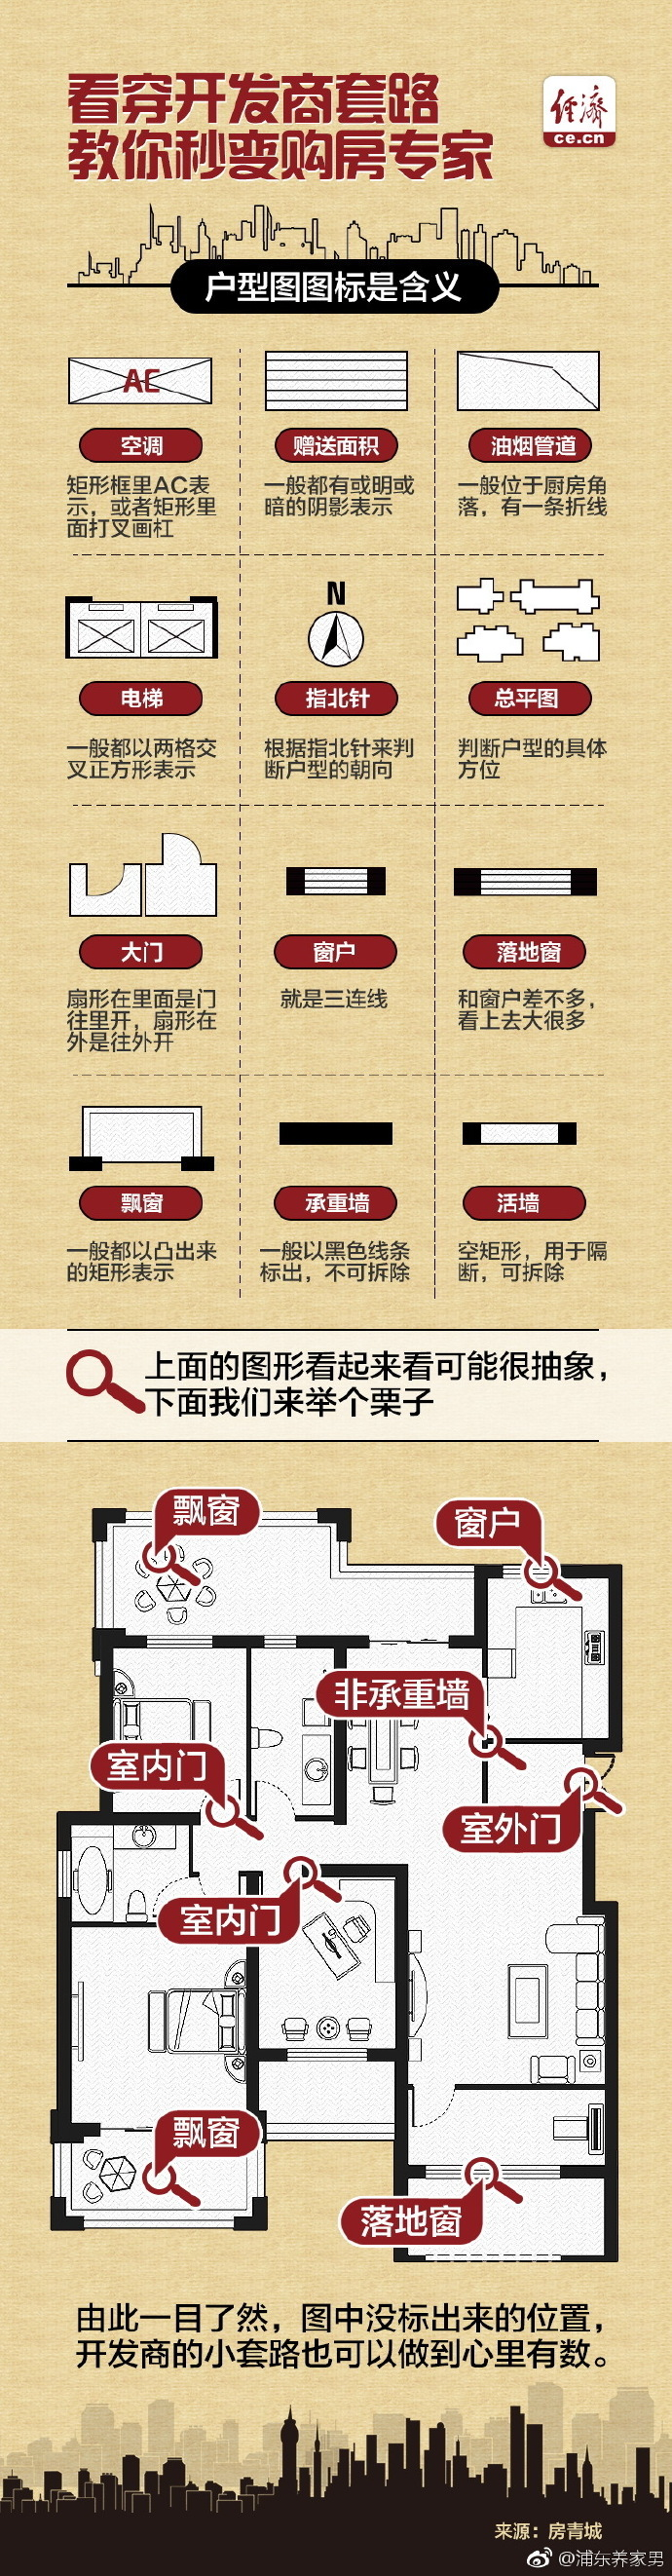 看穿开发商套路
教你秒变购房专家
经济
ce.cn
户型图图标是含义
AC
空调
矩形框里AC表
示，或者矩形里
面打叉画杠
赠送面积
一般都有或明或
暗的阴影表示
油烟管道
一般位于厨房角
落，有一条折线
电梯
一般都以两格交
叉正方形表示
N
指北针
根据指北针来判
断户型的朝向
总平图
判断户型的具体
方位
大门
扇形在里面是门
往里开，扇形在
外是往外开
窗户
就是三连线
落地窗
和窗户差不多，
看上去大很多
飘窗
一般都以凸出来
的矩形表示
承重墙
一般以黑色线条
标出，不可拆除
活墙
空矩形，用于隔
断，可拆除
上面的图形看起来看可能很抽象，
下面我们来举个栗子
飘窗
窗户
非承重墙
室内门
室外门
室内门
飘窗
落地窗
由此一目了然，图中没标出来的位置，
开发商的小套路也可以做到心里有数。
来源：房青城
@浦东养家男